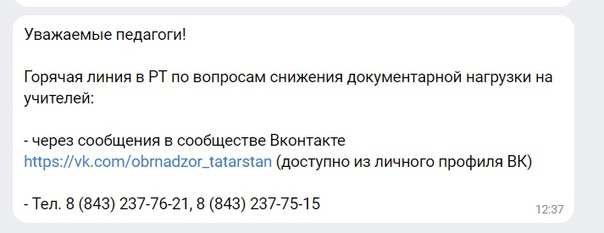 Уважаемые педагоги!
Горячая линия в РТ по вопросам снижения документарной нагрузки на
учителей:
- через сообщения в сообществе Вконтакте
https://vk.com/obrnadzor_tatarstan (доступно из личного профиля ВК)
- Тел. 8 (843) 237-76-21, 8 (843) 237-75-15
12:37